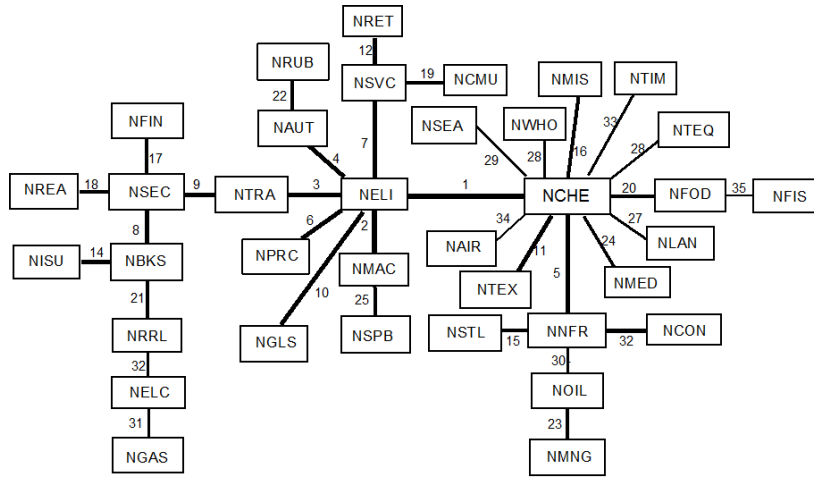 NRET
12
NRUB
NSVC
19
NCMU
NMIS
NTIM
22
NFIN
NAUT
NSEA
NWHO
33
NTEQ
17
4
7
29
28
16
28
NREA
18
NSEC
9
NTRA
3
NELI
1
NCHE
20
NFOD
35
NFIS
8
6
2
34
27
NISU
14
NBKS
NPRC
NMAC
NAIR
11
24
NLAN
21
10
25
NTEX
5
NMED
NRRL
NGLS
NSPB
NSTL
15
NNFR
32
NCON
32
30
NELC
NOIL
31
23
NGAS
NMNG